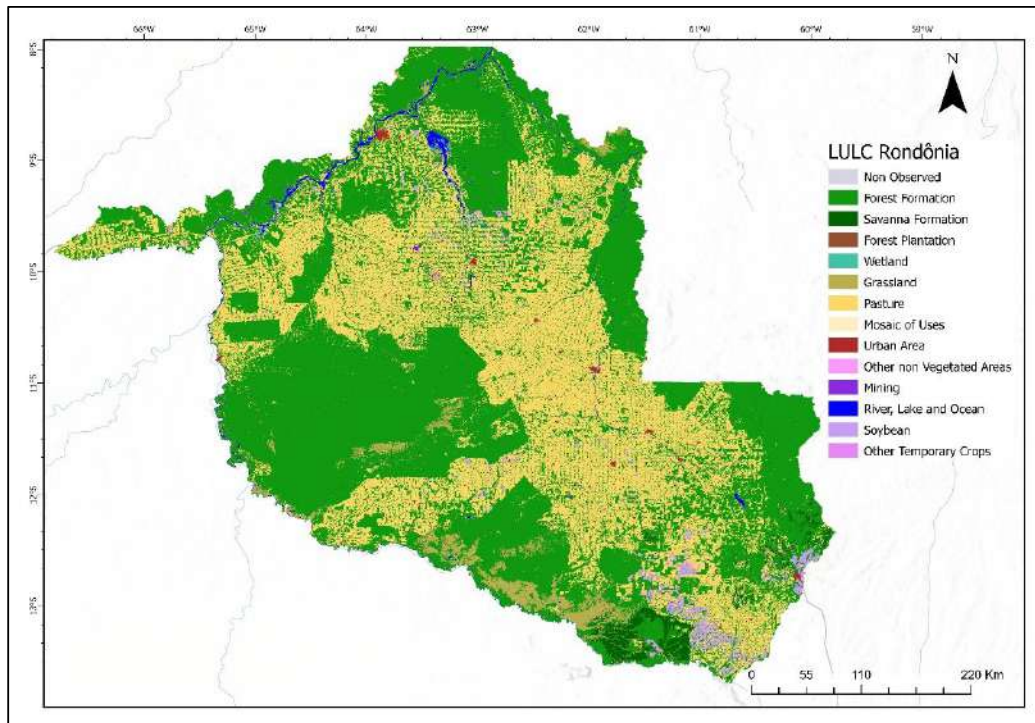 66°W 65°W 64°W 63°W 62°W 61°W 60°W 59°W
8°S
9°S
10°S
11°S
12°S
13°S
N
LULC Rondônia
Non Observed
Forest Formation
Savanna Formation
Forest Plantation
Wetland
Grassland
Pasture
Mosaic of Uses
Urban Area
Other non Vegetated Areas
Mining
River, Lake and Ocean
Soybean
Other Temporary Crops
0 55 110 220 Km